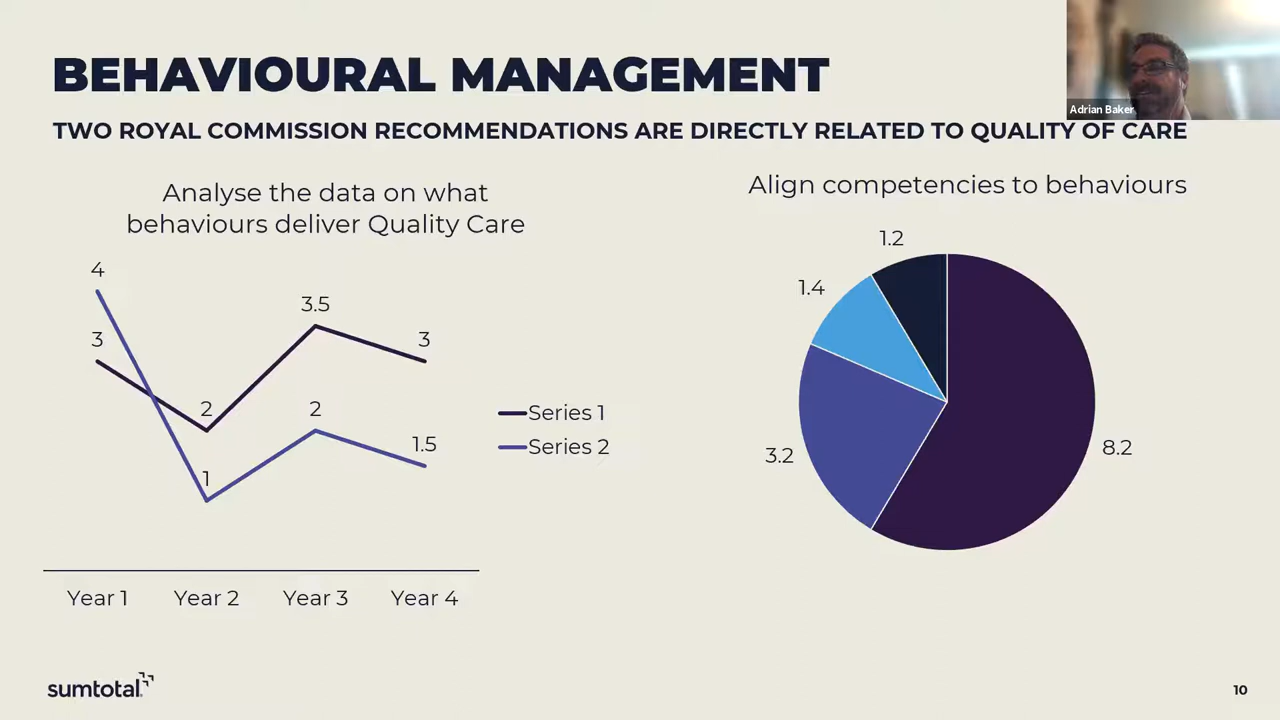 BEHAVIOURAL MANAGEMENT
Adrian Baker
TWO ROYAL COMMISSION RECOMMENDATIONS ARE DIRECTLY RELATED TO QUALITY OF CARE
Analyse the data on what
behaviours deliver Quality Care
4
3
2
1
3.5
2
3
1.5
Series 1
Series 2
Year 1 Year 2 Year 3 Year 4
Align competencies to behaviours
1.2
1.4
3.2
8.2
sumtotal.
10